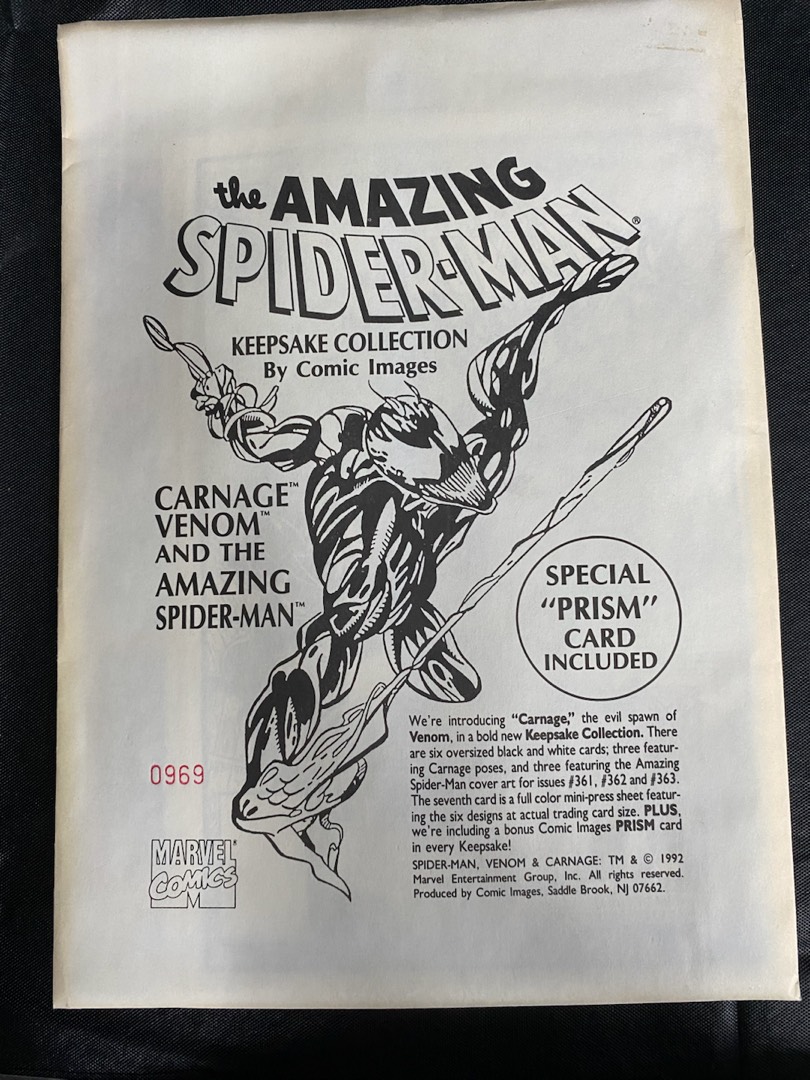 the AMAZING
SPIDER-MAN®
KEEPSAKE COLLECTION
By Comic Images
CARNAGE™
VENOM™
AND THE
AMAZING
SPIDER-MAN™
SPECIAL
"PRISM"
CARD
INCLUDED
We're introducing "Carnage," the evil spawn of
Venom, in a bold new Keepsake Collection. There
are six oversized black and white cards; three featur-
ing Carnage poses, and three featuring the Amazing
Spider-Man cover art for issues #361, #362 and #363.
The seventh card is a full color mini-press sheet featur-
ing the six designs at actual trading card size. PLUS,
we're including a bonus Comic Images PRISM card
in every Keepsake!
SPIDER-MAN, VENOM & CARNAGE: TM & © 1992
Marvel Entertainment Group, Inc. All rights reserved.
Produced by Comic Images, Saddle Brook, NJ 07662.
0969
MARVEL®
COMICS
M